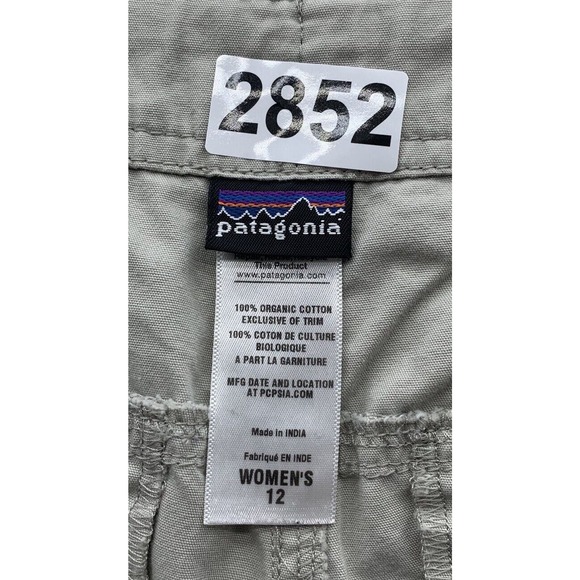 2852
patagonia
This Product
www.patagonia.com
100% ORGANIC COTTON
EXCLUSIVE OF TRIM
100% COTON DE CULTURE
BIOLOGIQUE
A PART LA GARNITURE
MFG DATE AND LOCATION
AT PCPSIA.COM
Made in INDIA
Fabriqué EN INDE
WOMEN'S
12